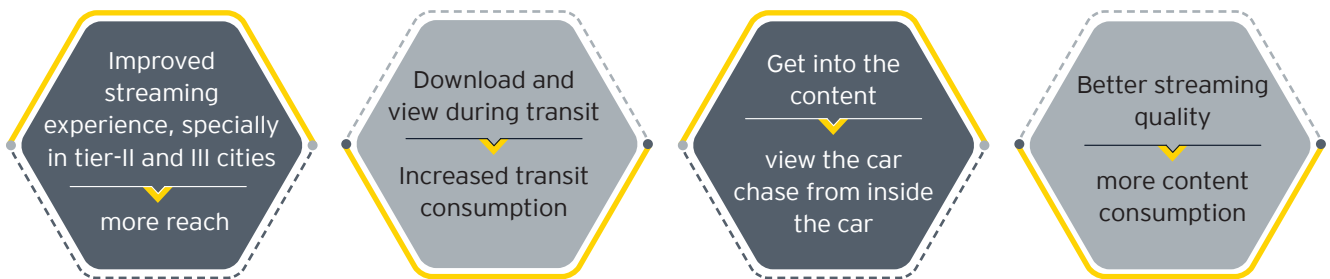 Improved
streaming
experience, specially
in tier-II and III cities
more reach
Download and
view during transit
Increased transit
consumption
Get into the
content
view the car
chase from inside
the car
Better streaming
quality
more content
consumption